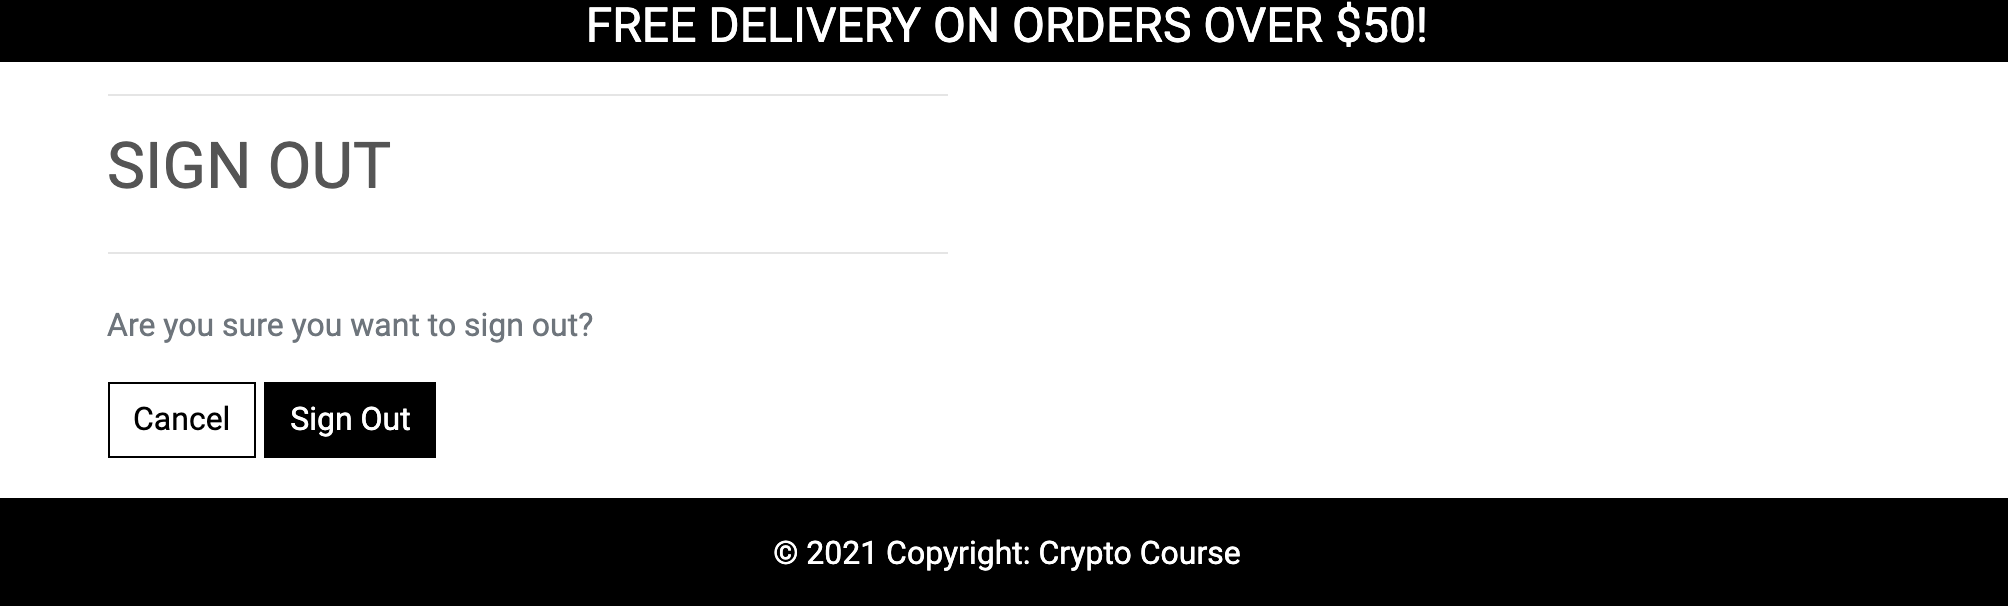 FREE DELIVERY ON ORDERS OVER $50!
SIGN OUT
Are you sure you want to sign out?
Cancel Sign Out
© 2021 Copyright: Crypto Course